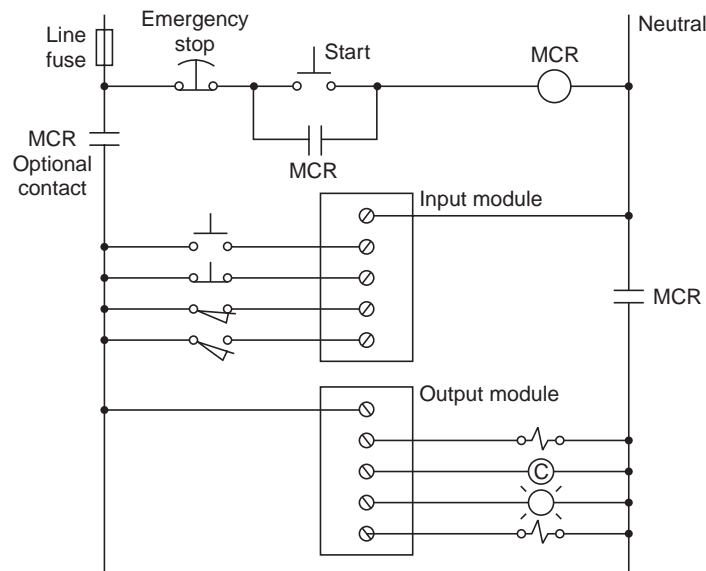 Line
fuse
Emergency
stop
Start
MCR
Neutral
MCR
Optional
contact
MCR
Input module
MCR
Output module
C